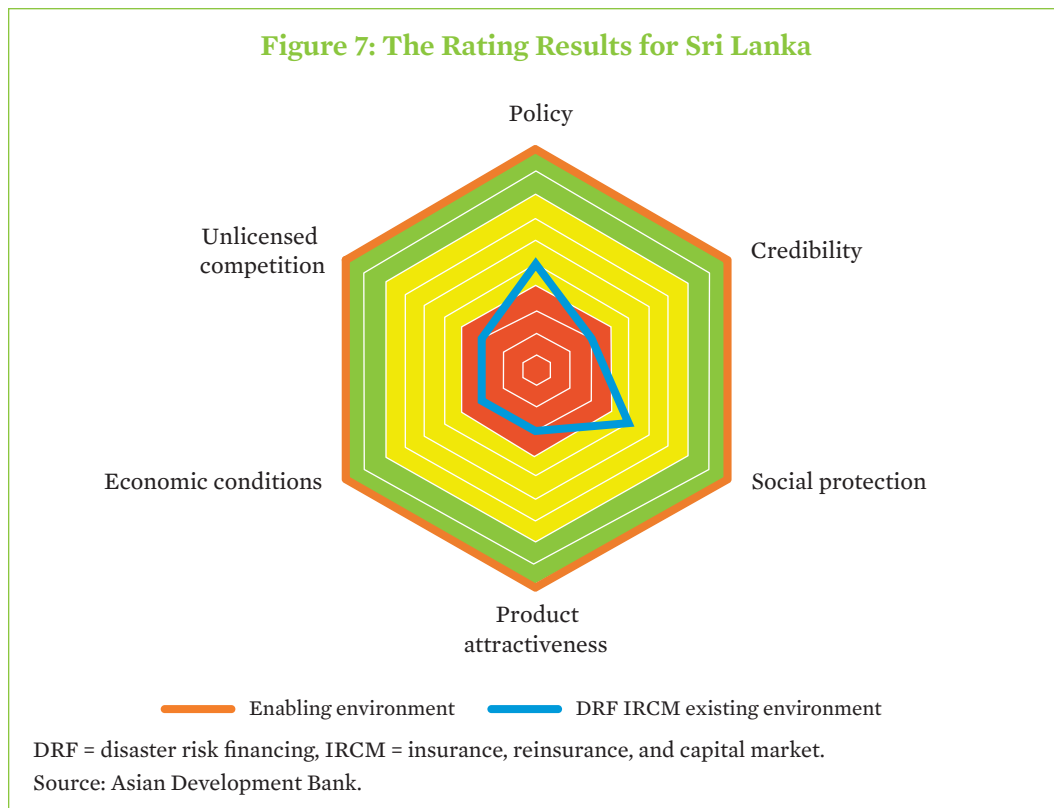 Figure 7: The Rating Results for Sri Lanka
Policy
Unlicensed
competition
Credibility
Economic conditions
Social protection
Product
attractiveness
Enabling environment
DRF IRCM existing environment
DRF = disaster risk financing, IRCM = insurance, reinsurance, and capital market.
Source: Asian Development Bank.